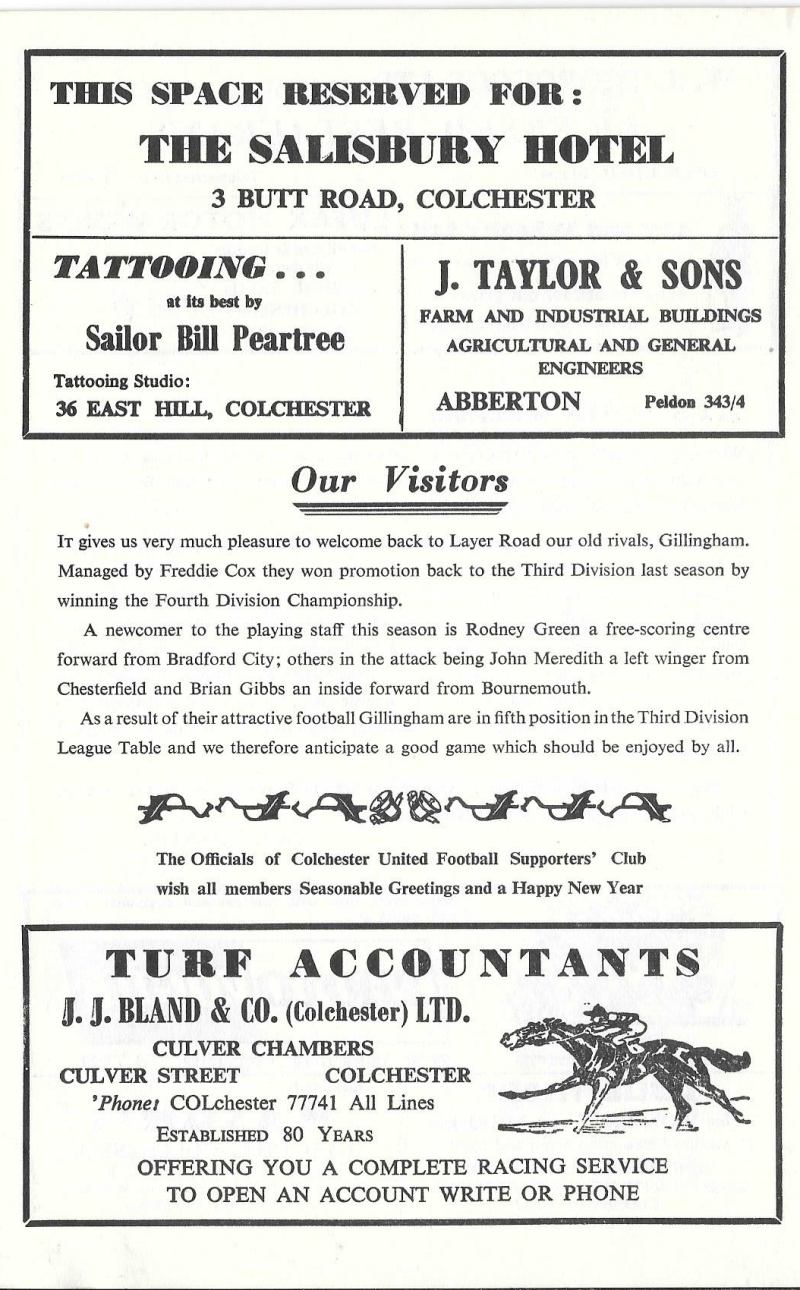 THIS SPACE RESERVED FOR:
THE SALISBURY HOTEL
3 BUTT ROAD, COLCHESTER
TATTOOING...
at its best by
Sailor Bill Peartree
Tattooing Studio:
36 EAST HILL, COLCHESTER
J. TAYLOR & SONS
FARM AND INDUSTRIAL BUILDINGS
AGRICULTURAL AND GENERAL
ENGINEERS
ABBERTON Peldon 343/4
Our Visitors
IT gives us very much pleasure to welcome back to Layer Road our old rivals, Gillingham.
Managed by Freddie Cox they won promotion back to the Third Division last season by
winning the Fourth Division Championship.
A newcomer to the playing staff this season is Rodney Green a free-scoring centre
forward from Bradford City; others in the attack being John Meredith a left winger from
Chesterfield and Brian Gibbs an inside forward from Bournemouth.
As a result of their attractive football Gillingham are in fifth position in the Third Division
League Table and we therefore anticipate a good game which should be enjoyed by all.
The Officials of Colchester United Football Supporters' Club
wish all members Seasonable Greetings and a Happy New Year
TURF ACCOUNTANTS
J. J. BLAND & CO. (Colchester) LTD.
CULVER CHAMBERS
CULVER STREET COLCHESTER
'Phone: COLchester 77741 All Lines
ESTABLISHED 80 YEARS
OFFERING YOU A COMPLETE RACING SERVICE
TO OPEN AN ACCOUNT WRITE OR PHONE